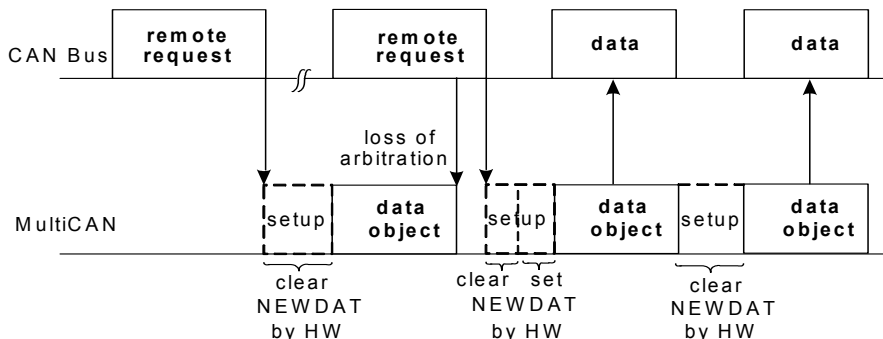 remote request remote request data data
CAN Bus
loss of
arbitration
MultiCAN
setup data object setup data object setup data object
clear NEWDAT by HW
clear set NEWDAT by HW
clear NEWDAT by HW